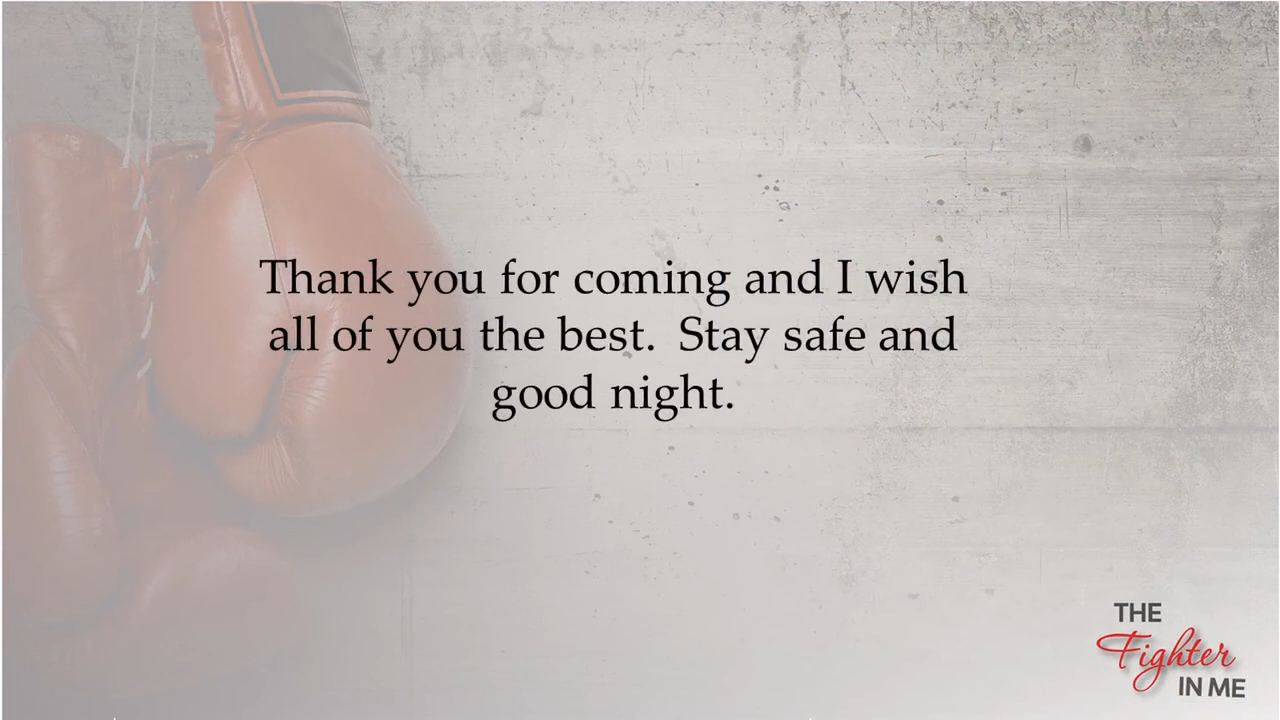 Thank you for coming and I wish
all of you the best.  Stay safe and
good night.
THE
Fighter
IN ME